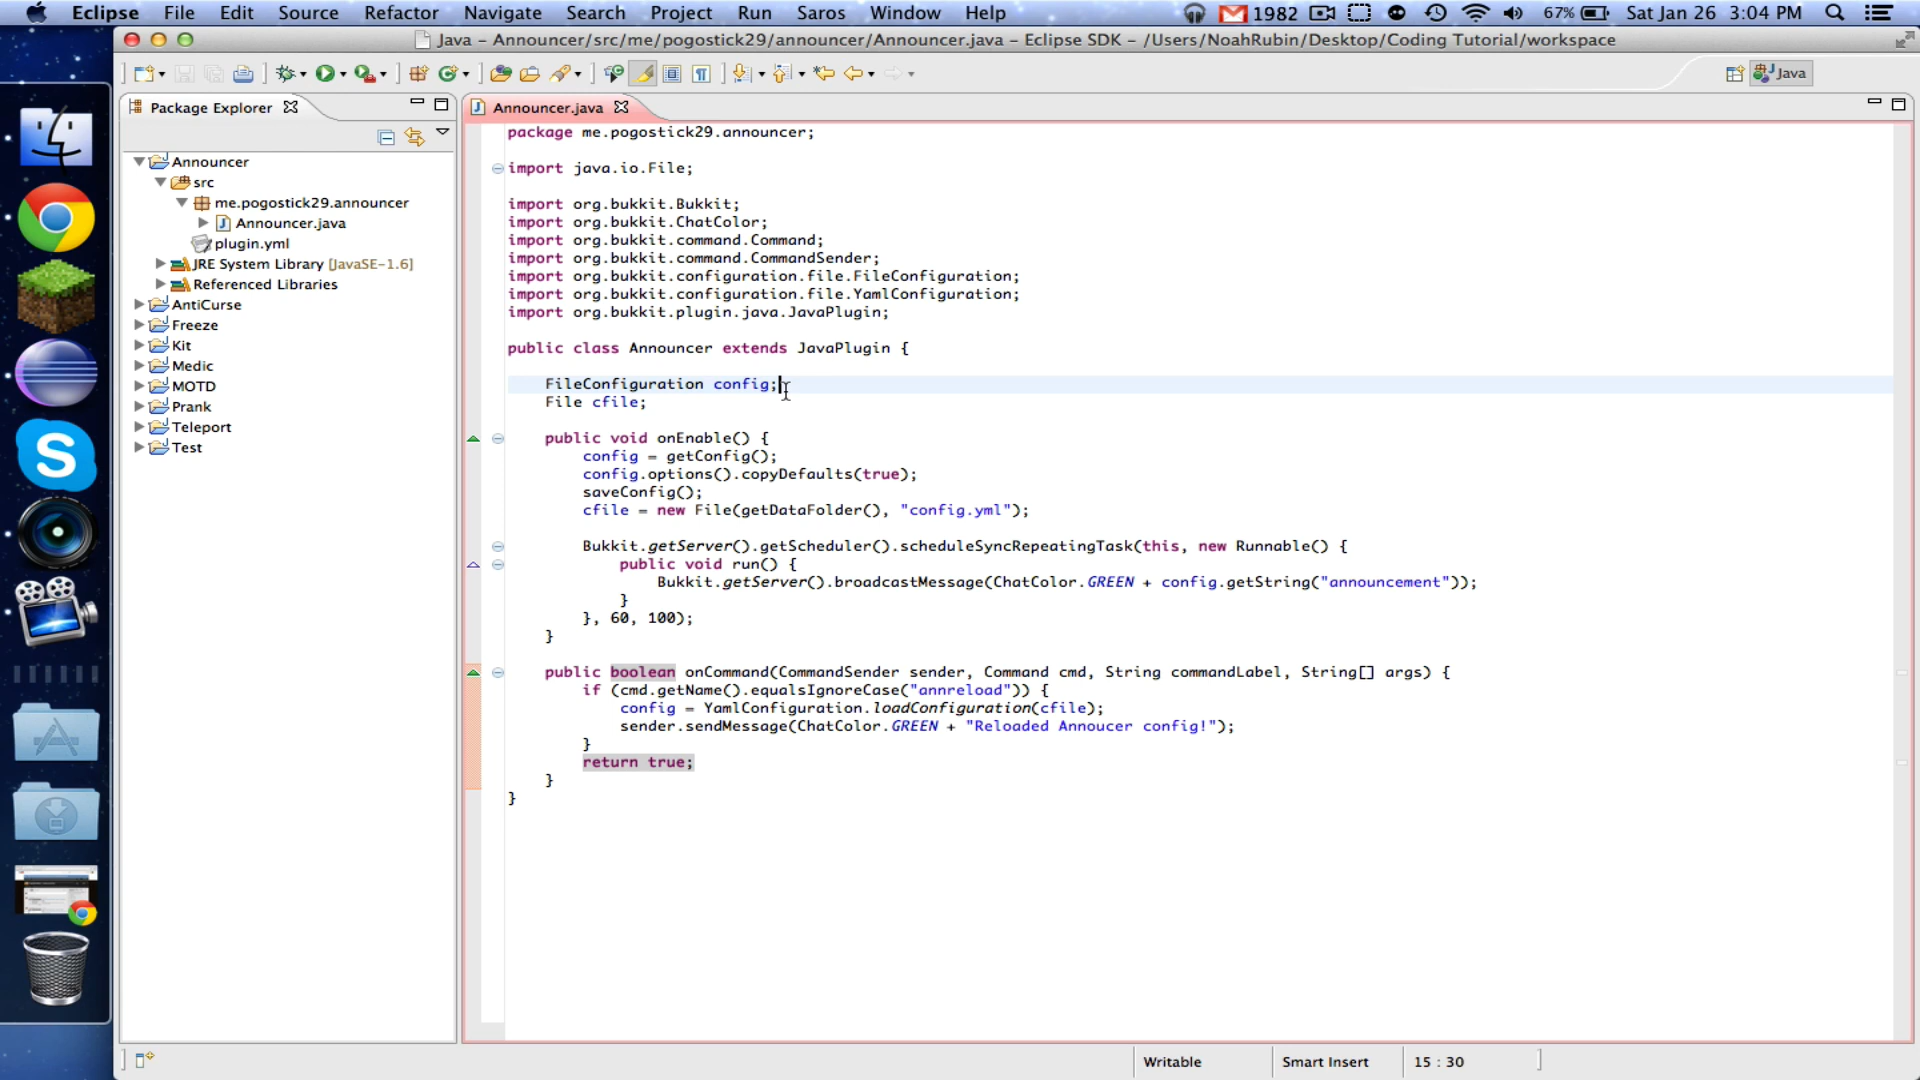 Eclipse File Edit Source Refactor Navigate Search Project Run Saros Window Help 1982 67% Sat Jan 26 3:04 PM
Java – Announcer/src/me/pogostick29/announcer/Announcer.java – Eclipse SDK – /Users/NoahRubin/Desktop/Coding Tutorial/workspace
Java
Package Explorer
Announcer
src
me.pogostick29.announcer
Announcer.java
plugin.yml
JRE System Library [JavaSE-1.6]
Referenced Libraries
AntiCurse
Freeze
Kit
Medic
MOTD
Prank
Teleport
Test
Announcer.java
package me.pogostick29.announcer;
import java.io.File;
import org.bukkit.Bukkit;
import org.bukkit.ChatColor;
import org.bukkit.command.Command;
import org.bukkit.command.CommandSender;
import org.bukkit.configuration.file.FileConfiguration;
import org.bukkit.configuration.file.YamlConfiguration;
import org.bukkit.plugin.java.JavaPlugin;
public class Announcer extends JavaPlugin {
FileConfiguration config;
File cfile;
public void onEnable() {
config = getConfig();
config.options().copyDefaults(true);
saveConfig();
cfile = new File(getDataFolder(), "config.yml");
Bukkit.getServer().getScheduler().scheduleSyncRepeatingTask(this, new Runnable() {
public void run() {
Bukkit.getServer().broadcastMessage(ChatColor.GREEN + config.getString("announcement"));
}
}, 60, 100);
}
public boolean onCommand(CommandSender sender, Command cmd, String commandLabel, String[] args) {
if (cmd.getName().equalsIgnoreCase("annreload")) {
config = YamlConfiguration.loadConfiguration(cfile);
sender.sendMessage(ChatColor.GREEN + "Reloaded Annoucer config!");
}
return true;
}
}
Writable Smart Insert 15 : 30